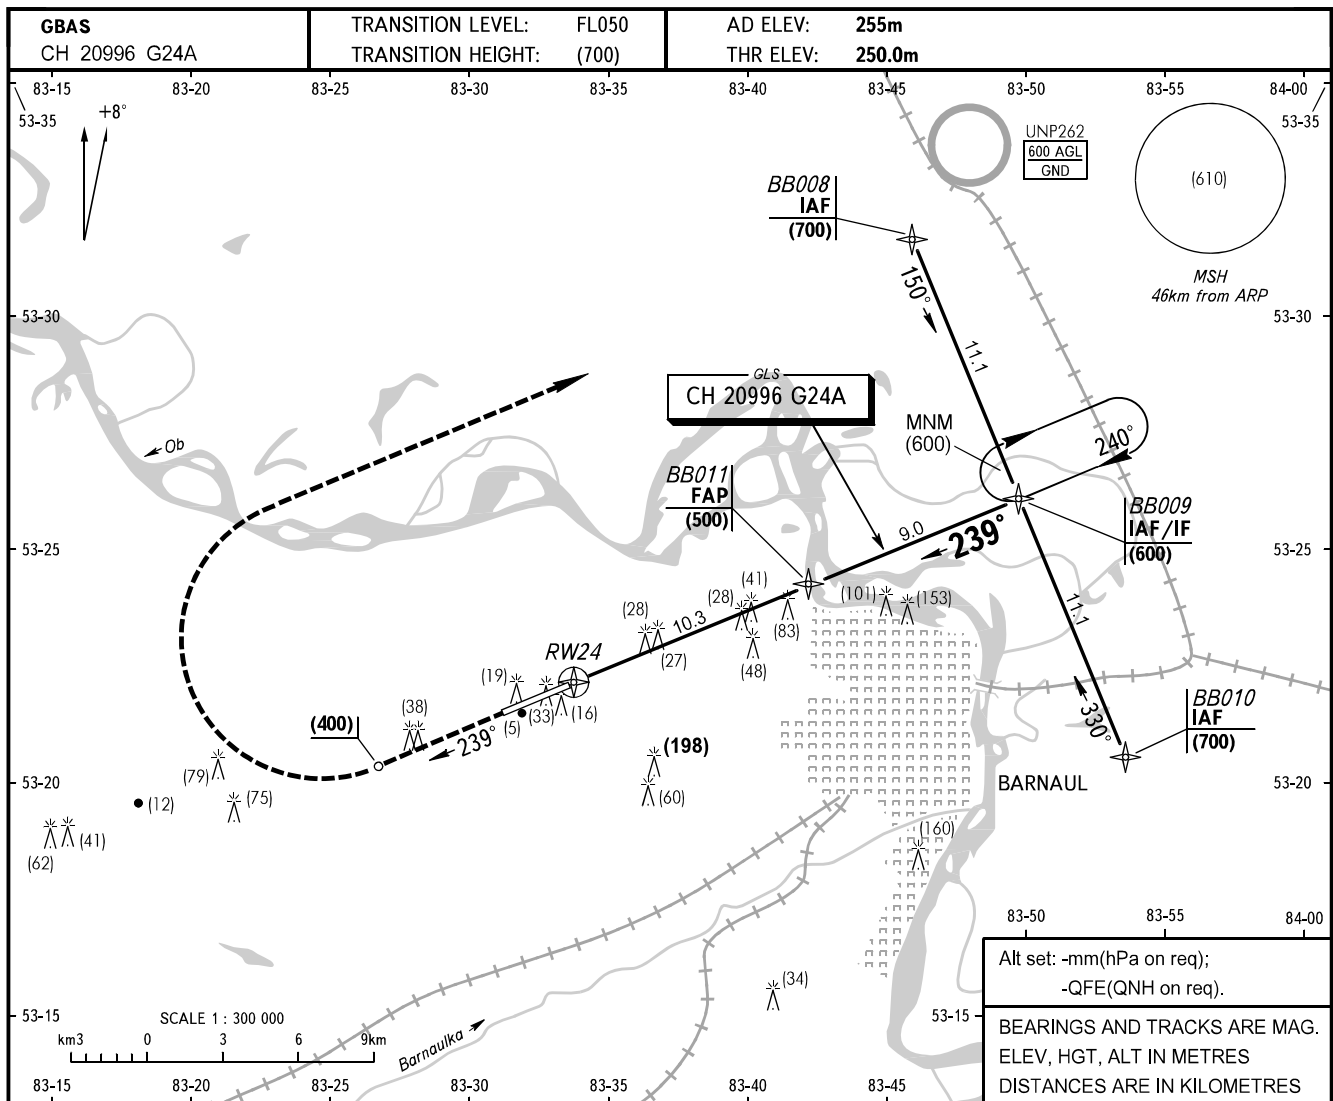 GBAS
CH 20996 G24A
TRANSITION LEVEL: FL050
TRANSITION HEIGHT: (700)
AD ELEV: 255m
THR ELEV: 250.0m
83-15 83-20 83-25 83-30 83-35 83-40 83-45 83-50 83-55 84-00
53-35
53-35
+8°
UNP262
600 AGL
GND
(610)
MSH
46km from ARP
BB008
IAF
(700)
150°
11.1
53-30
53-30
GLS
CH 20996 G24A
MNM
(600)
240°
Ob
BB011
FAP
(500)
BB009
IAF/IF
(600)
9.0
239°
53-25
53-25
(41)
(28)
(28)
(83)
(101)
(153)
10.3
(27)
(48)
11.1
RW24
(19)
(5)
(33)
(16)
(38)
(400)
239°
(198)
(60)
BB010
IAF
(700)
330°
BARNAUL
(79)
(75)
(12)
(41)
(62)
53-20
53-20
(160)
83-50 83-55 84-00
(34)
Alt set: -mm(hPa on req);
-QFE(QNH on req).
53-15
53-15
BEARINGS AND TRACKS ARE MAG.
ELEV, HGT, ALT IN METRES
DISTANCES ARE IN KILOMETRES
SCALE 1 : 300 000
km3 0 3 6 9km
Barnaulka
83-15 83-20 83-25 83-30 83-35 83-40 83-45